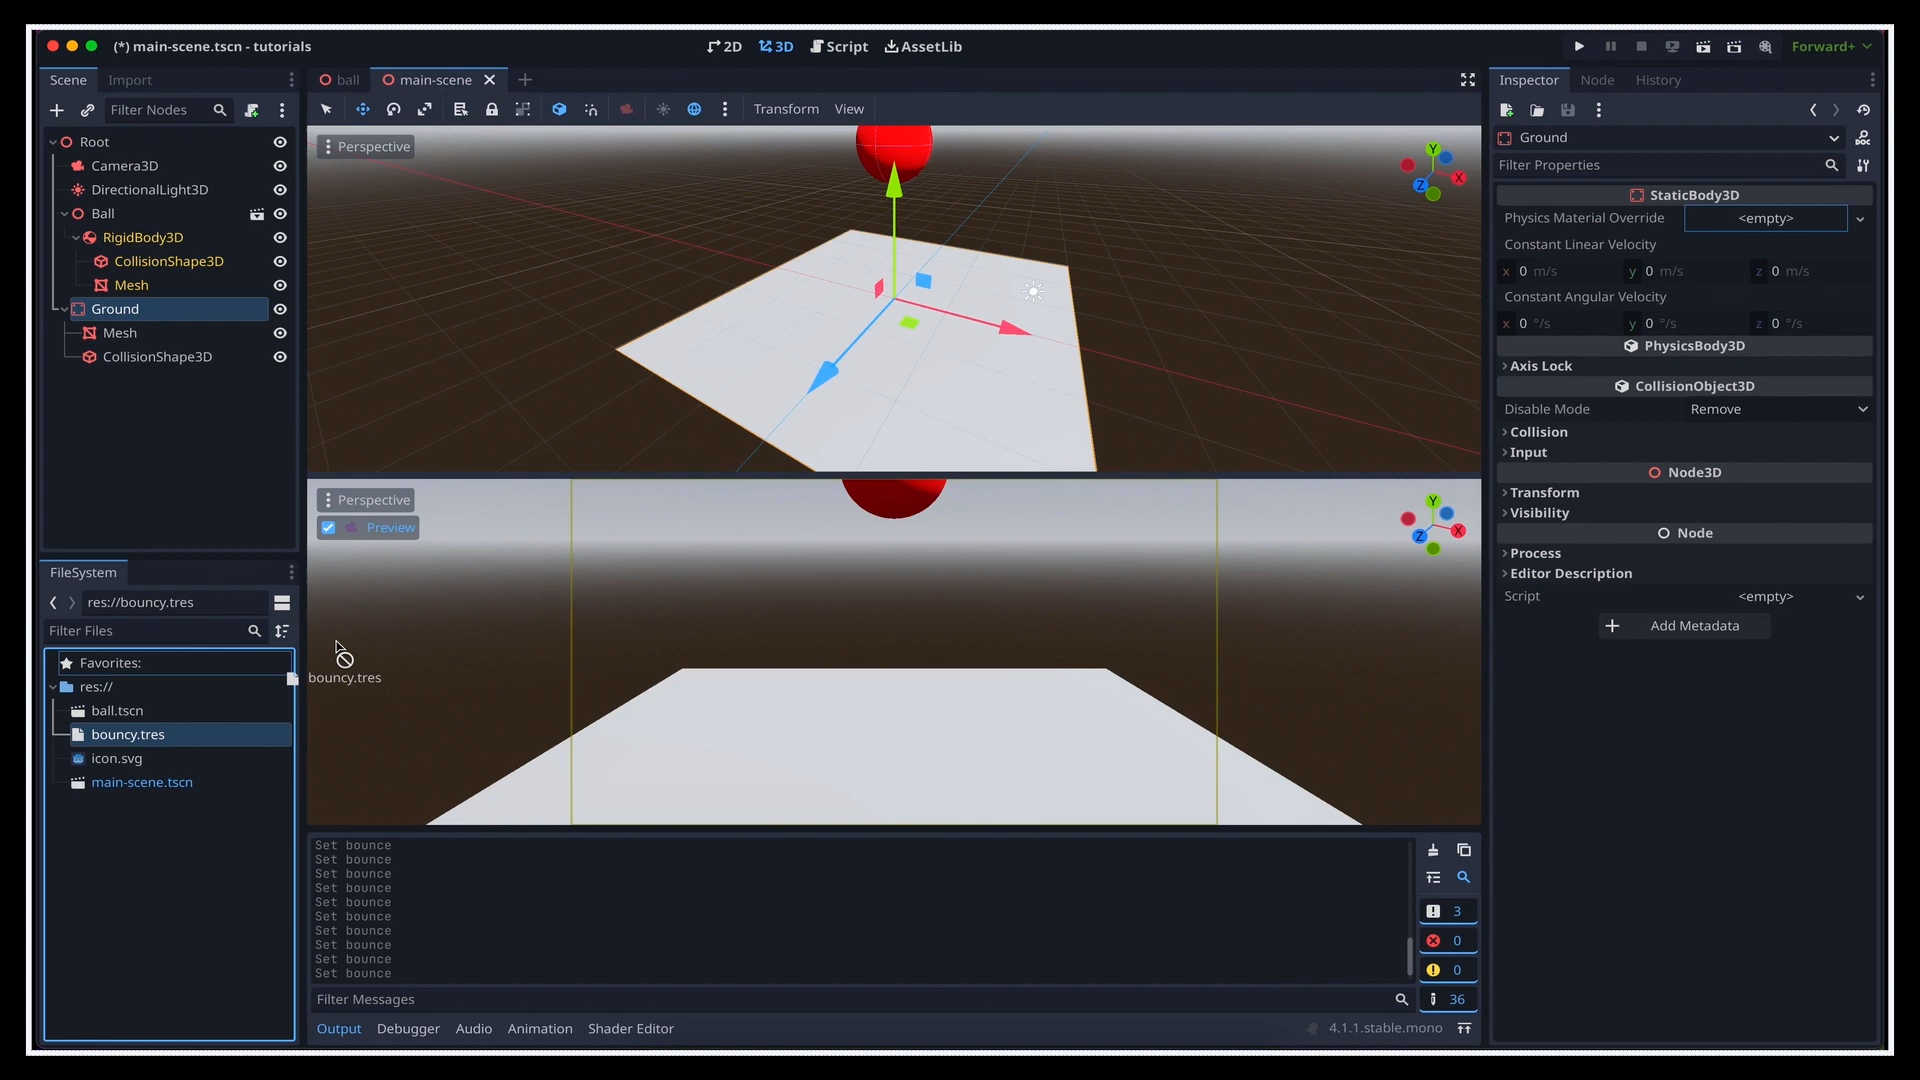 (*) main-scene.tscn - tutorials
2D 3D Script AssetLib
Forward+
Scene Import
Filter Nodes
Root
Camera3D
DirectionalLight3D
Ball
RigidBody3D
CollisionShape3D
Mesh
Ground
Mesh
CollisionShape3D
FileSystem
res://bouncy.tres
Filter Files
Favorites:
res://
ball.tscn
bouncy.tres
icon.svg
main-scene.tscn
bouncy.tres
ball main-scene
Transform View
Perspective
Y
Z X
Perspective
Preview
Y
Z X
Set bounce
Set bounce
Set bounce
Set bounce
Set bounce
Set bounce
Set bounce
Set bounce
Set bounce
Set bounce
3
0
0
36
Filter Messages
Output Debugger Audio Animation Shader Editor
4.1.1.stable.mono
Inspector Node History
Ground
Filter Properties
StaticBody3D
Physics Material Override <empty>
Constant Linear Velocity
x 0 m/s y 0 m/s z 0 m/s
Constant Angular Velocity
x 0 °/s y 0 °/s z 0 °/s
PhysicsBody3D
Axis Lock
CollisionObject3D
Disable Mode Remove
Collision
Input
Node3D
Transform
Visibility
Node
Process
Editor Description
Script <empty>
Add Metadata